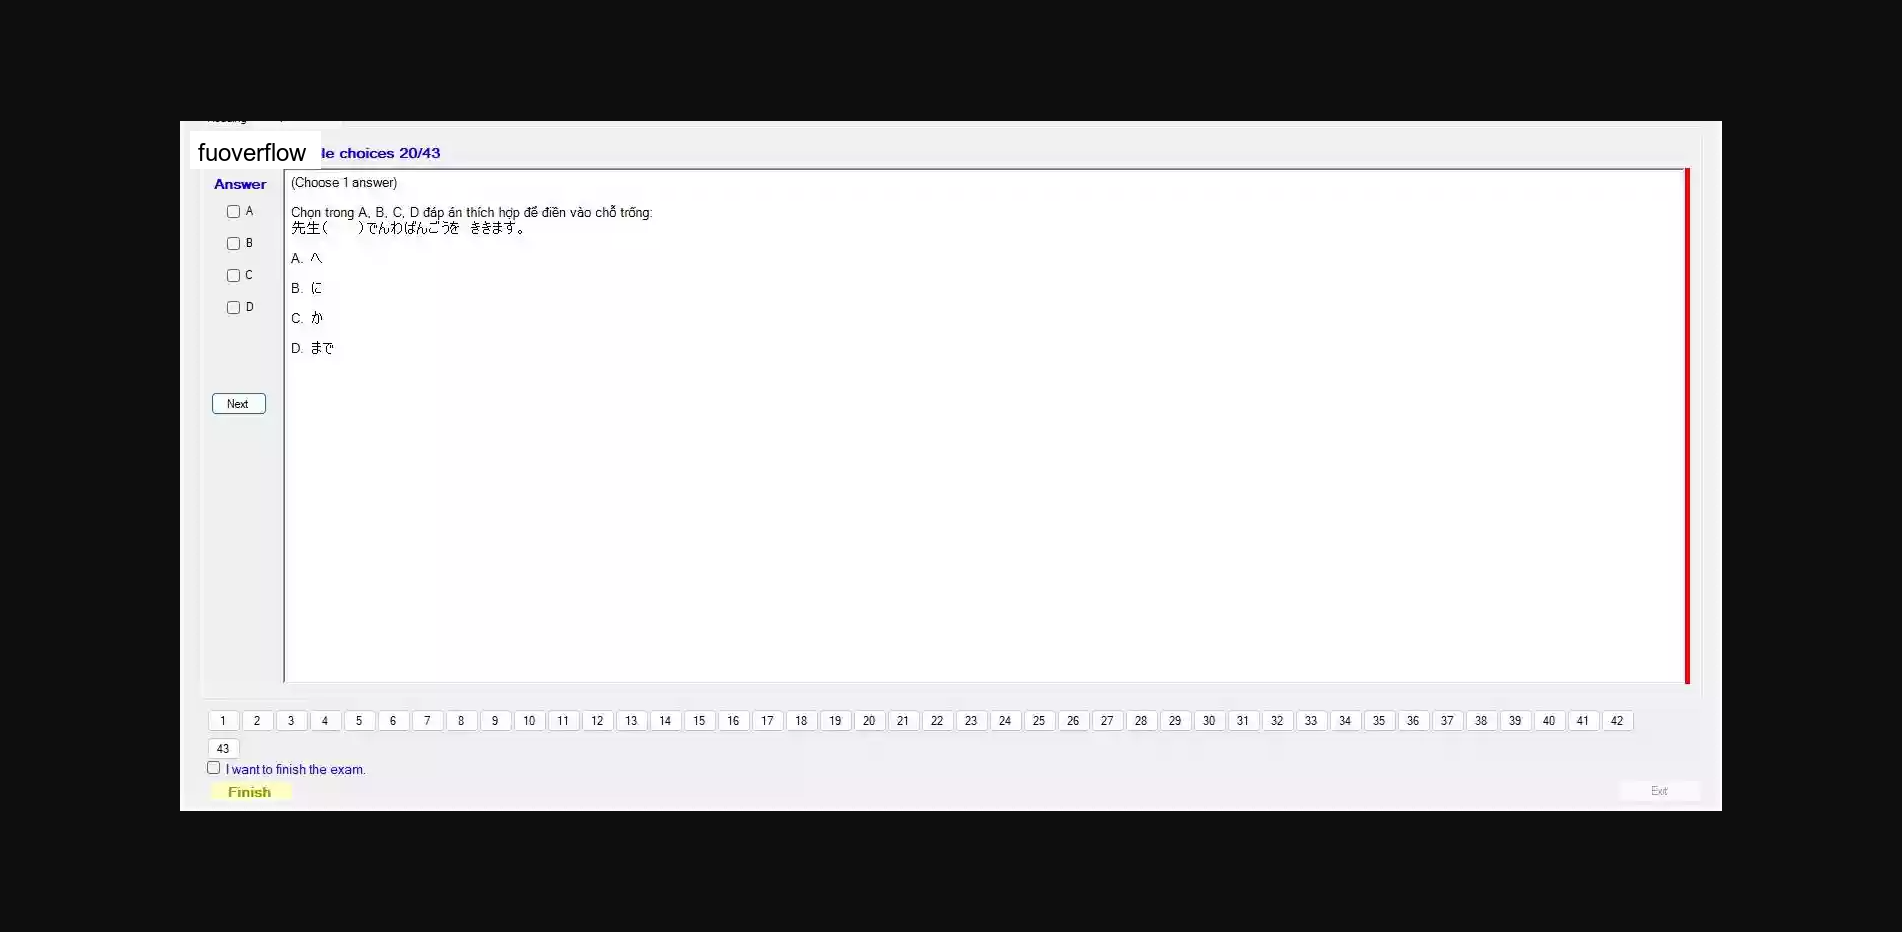 fuoverflow
le choices 20/43
Answer
(Choose 1 answer)
A
B
C
D
Next
Chọn trong A, B, C, D đáp án thích hợp để điền vào chỗ trống:
先生(　　)でんわばんごうを ききます。
A. へ
B. に
C. か
D. まで
1 2 3 4 5 6 7 8 9 10 11 12 13 14 15 16 17 18 19 20 21 22 23 24 25 26 27 28 29 30 31 32 33 34 35 36 37 38 39 40 41 42
43
I want to finish the exam.
Finish
Exit